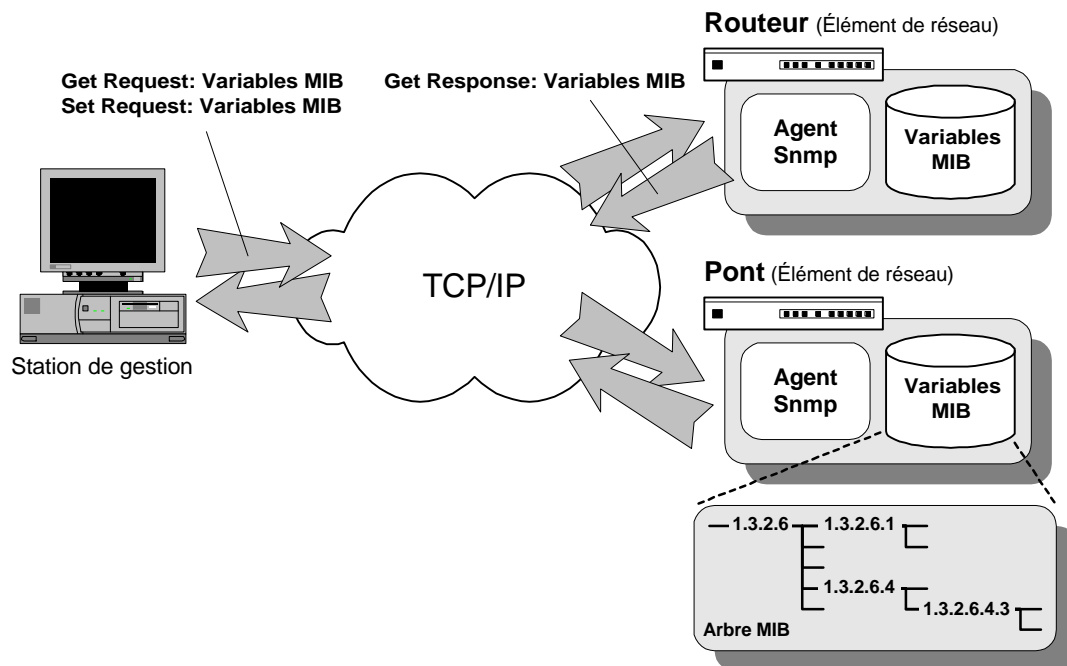 Routeur (Élément de réseau)
Get Request: Variables MIB
Set Request: Variables MIB
Get Response: Variables MIB
Agent
Snmp
Variables
MIB
TCP/IP
Station de gestion
Pont (Élément de réseau)
Agent
Snmp
Variables
MIB
1.3.2.6
1.3.2.6.1
1.3.2.6.4
1.3.2.6.4.3
Arbre MIB